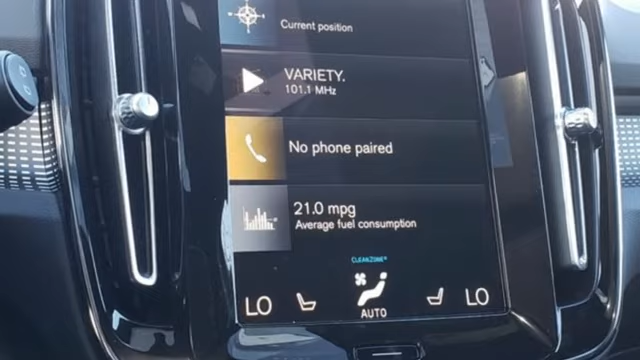 Current position
VARIETY.
101.1 MHz
No phone paired
21.0 mpg
Average fuel consumption
CLEANZONE®
LO
LO
AUTO